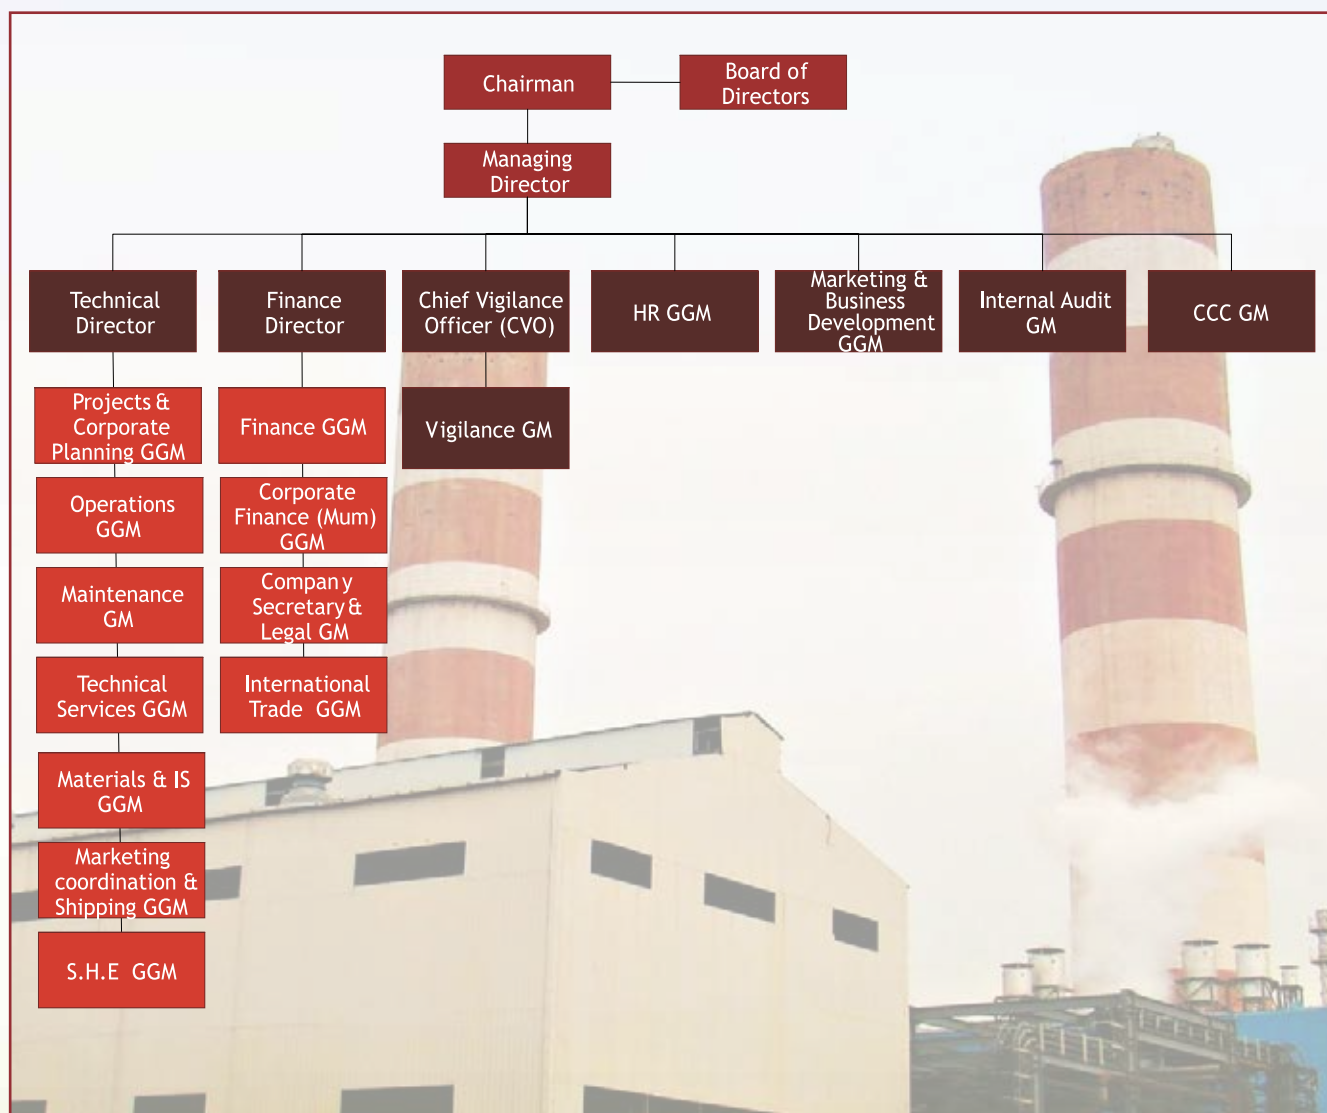 Chairman
Board of
Directors
Managing
Director
Technical
Director
Finance
Director
Chief Vigilance
Officer (CVO)
HR GGM
Marketing &
Business
Development
GGM
Internal Audit
GM
CCC GM
Projects &
Corporate
Planning GGM
Finance GGM
Vigilance GM
Operations
GGM
Corporate
Finance (Mum)
GGM
Maintenance
GM
Company
Secretary &
Legal GM
Technical
Services GGM
International
Trade GGM
Materials & IS
GGM
Marketing
coordination &
Shipping GGM
S.H.E GGM